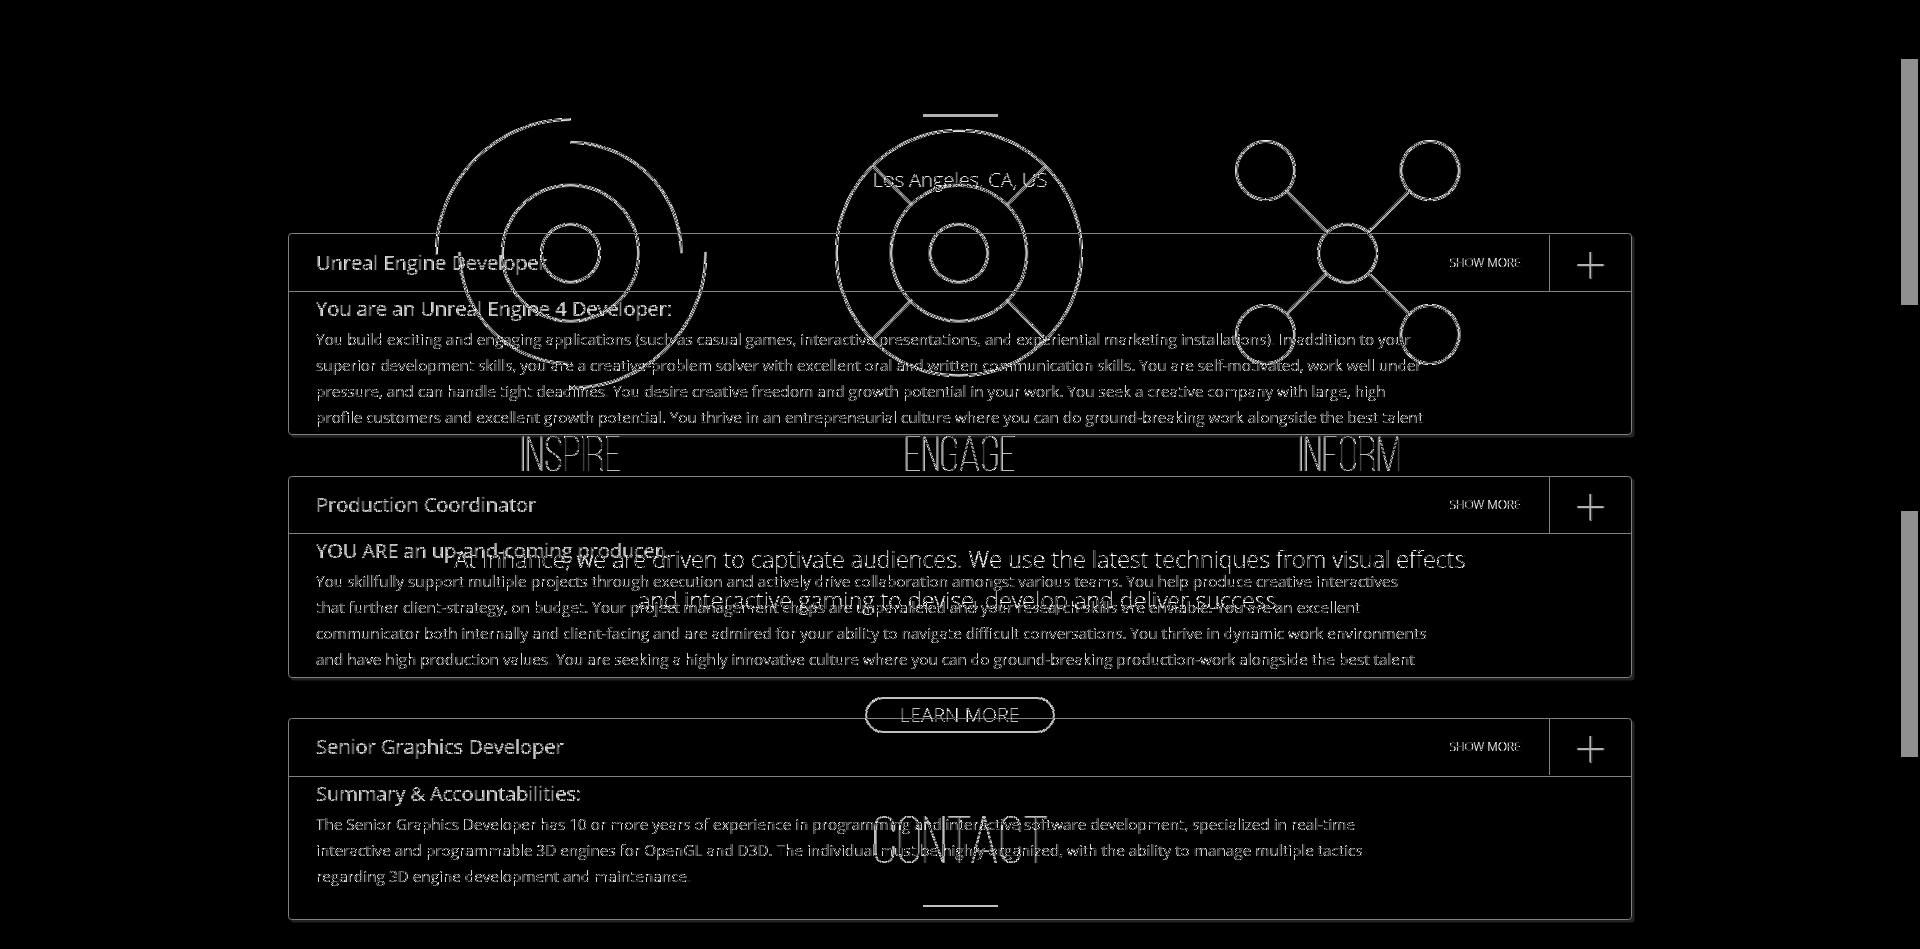 Los Angeles, CA, US
Unreal Engine Developer
SHOW MORE
You are an Unreal Engine 4 Developer:
You build exciting and engaging applications (such as casual games, interactive presentations, and experiential marketing installations). In addition to your
superior development skills, you are a creative problem solver with excellent oral and written communication skills. You are self-motivated, work well under
pressure, and can handle tight deadlines. You desire creative freedom and growth potential in your work. You seek a creative company with large, high
profile customers and excellent growth potential. You thrive in an entrepreneurial culture where you can do ground-breaking work alongside the best talent
INSPIRE
ENGAGE
INFORM
Production Coordinator
SHOW MORE
YOU ARE an up-and-coming producer.
At Inhance, we are driven to captivate audiences. We use the latest techniques from visual effects
You skillfully support multiple projects through execution and actively drive collaboration amongst various teams. You help produce creative interactives
and interactive gaming to devise, develop and deliver success.
that further client-strategy, on budget. Your project management chops are unparalleled and your research skills are enviable. You are an excellent
communicator both internally and client-facing and are admired for your ability to navigate difficult conversations. You thrive in dynamic work environments
and have high production values. You are seeking a highly innovative culture where you can do ground-breaking production-work alongside the best talent
LEARN MORE
Senior Graphics Developer
SHOW MORE
Summary & Accountabilities:
The Senior Graphics Developer has 10 or more years of experience in programming and interactive software development, specialized in real-time
CONTACT
interactive and programmable 3D engines for OpenGL and D3D. The individual must be highly organized, with the ability to manage multiple tactics
regarding 3D engine development and maintenance.